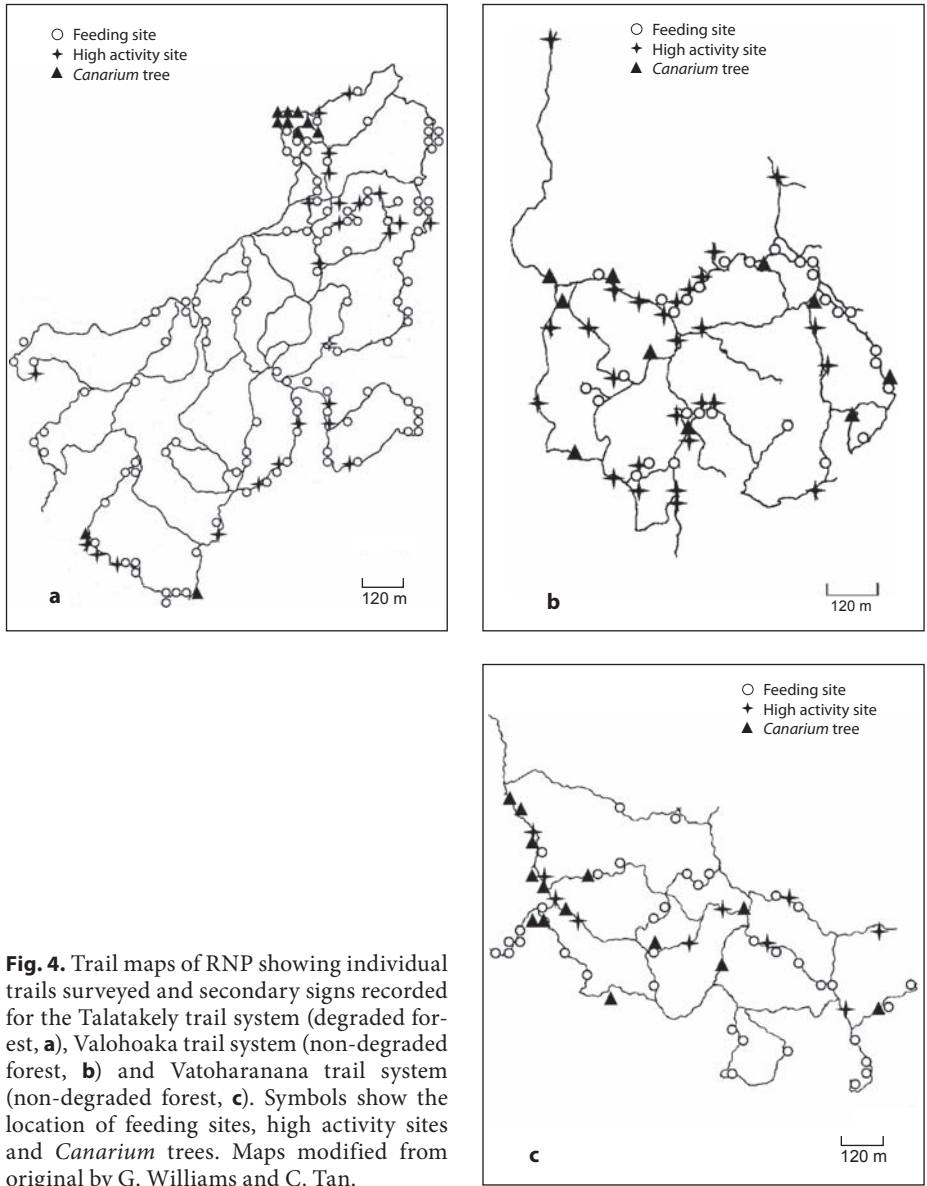 Feeding site
High activity site
Canarium tree
a
120 m
Feeding site
High activity site
Canarium tree
b
120 m
Feeding site
High activity site
Canarium tree
c
120 m
Fig. 4. Trail maps of RNP showing individual
trails surveyed and secondary signs recorded
for the Talatakely trail system (degraded for-
est, a), Valohoaka trail system (non-degraded
forest, b) and Vatoharanana trail system
(non-degraded forest, c). Symbols show the
location of feeding sites, high activity sites
and Canarium trees. Maps modified from
original by G. Williams and C. Tan.